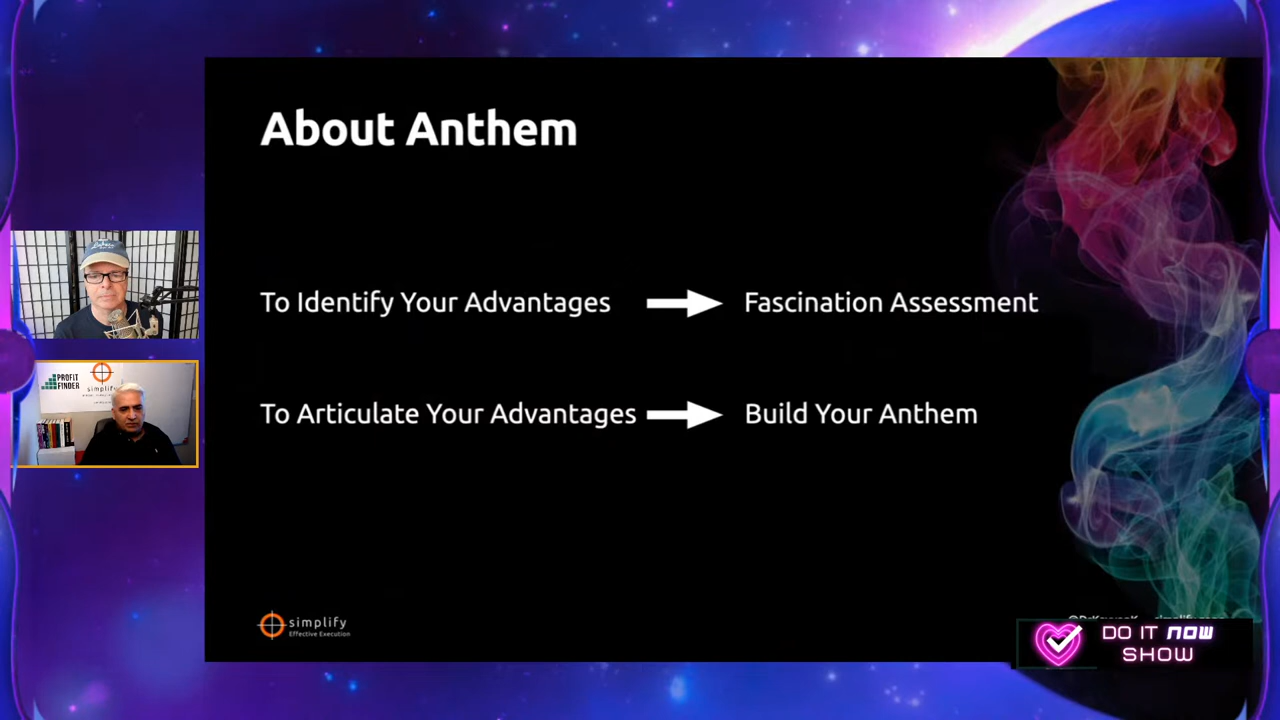 About Anthem
To Identify Your Advantages
Fascination Assessment
To Articulate Your Advantages
Build Your Anthem
PROFIT
FINDER
simplify
simplify
Effective Execution
DO IT NOW
SHOW